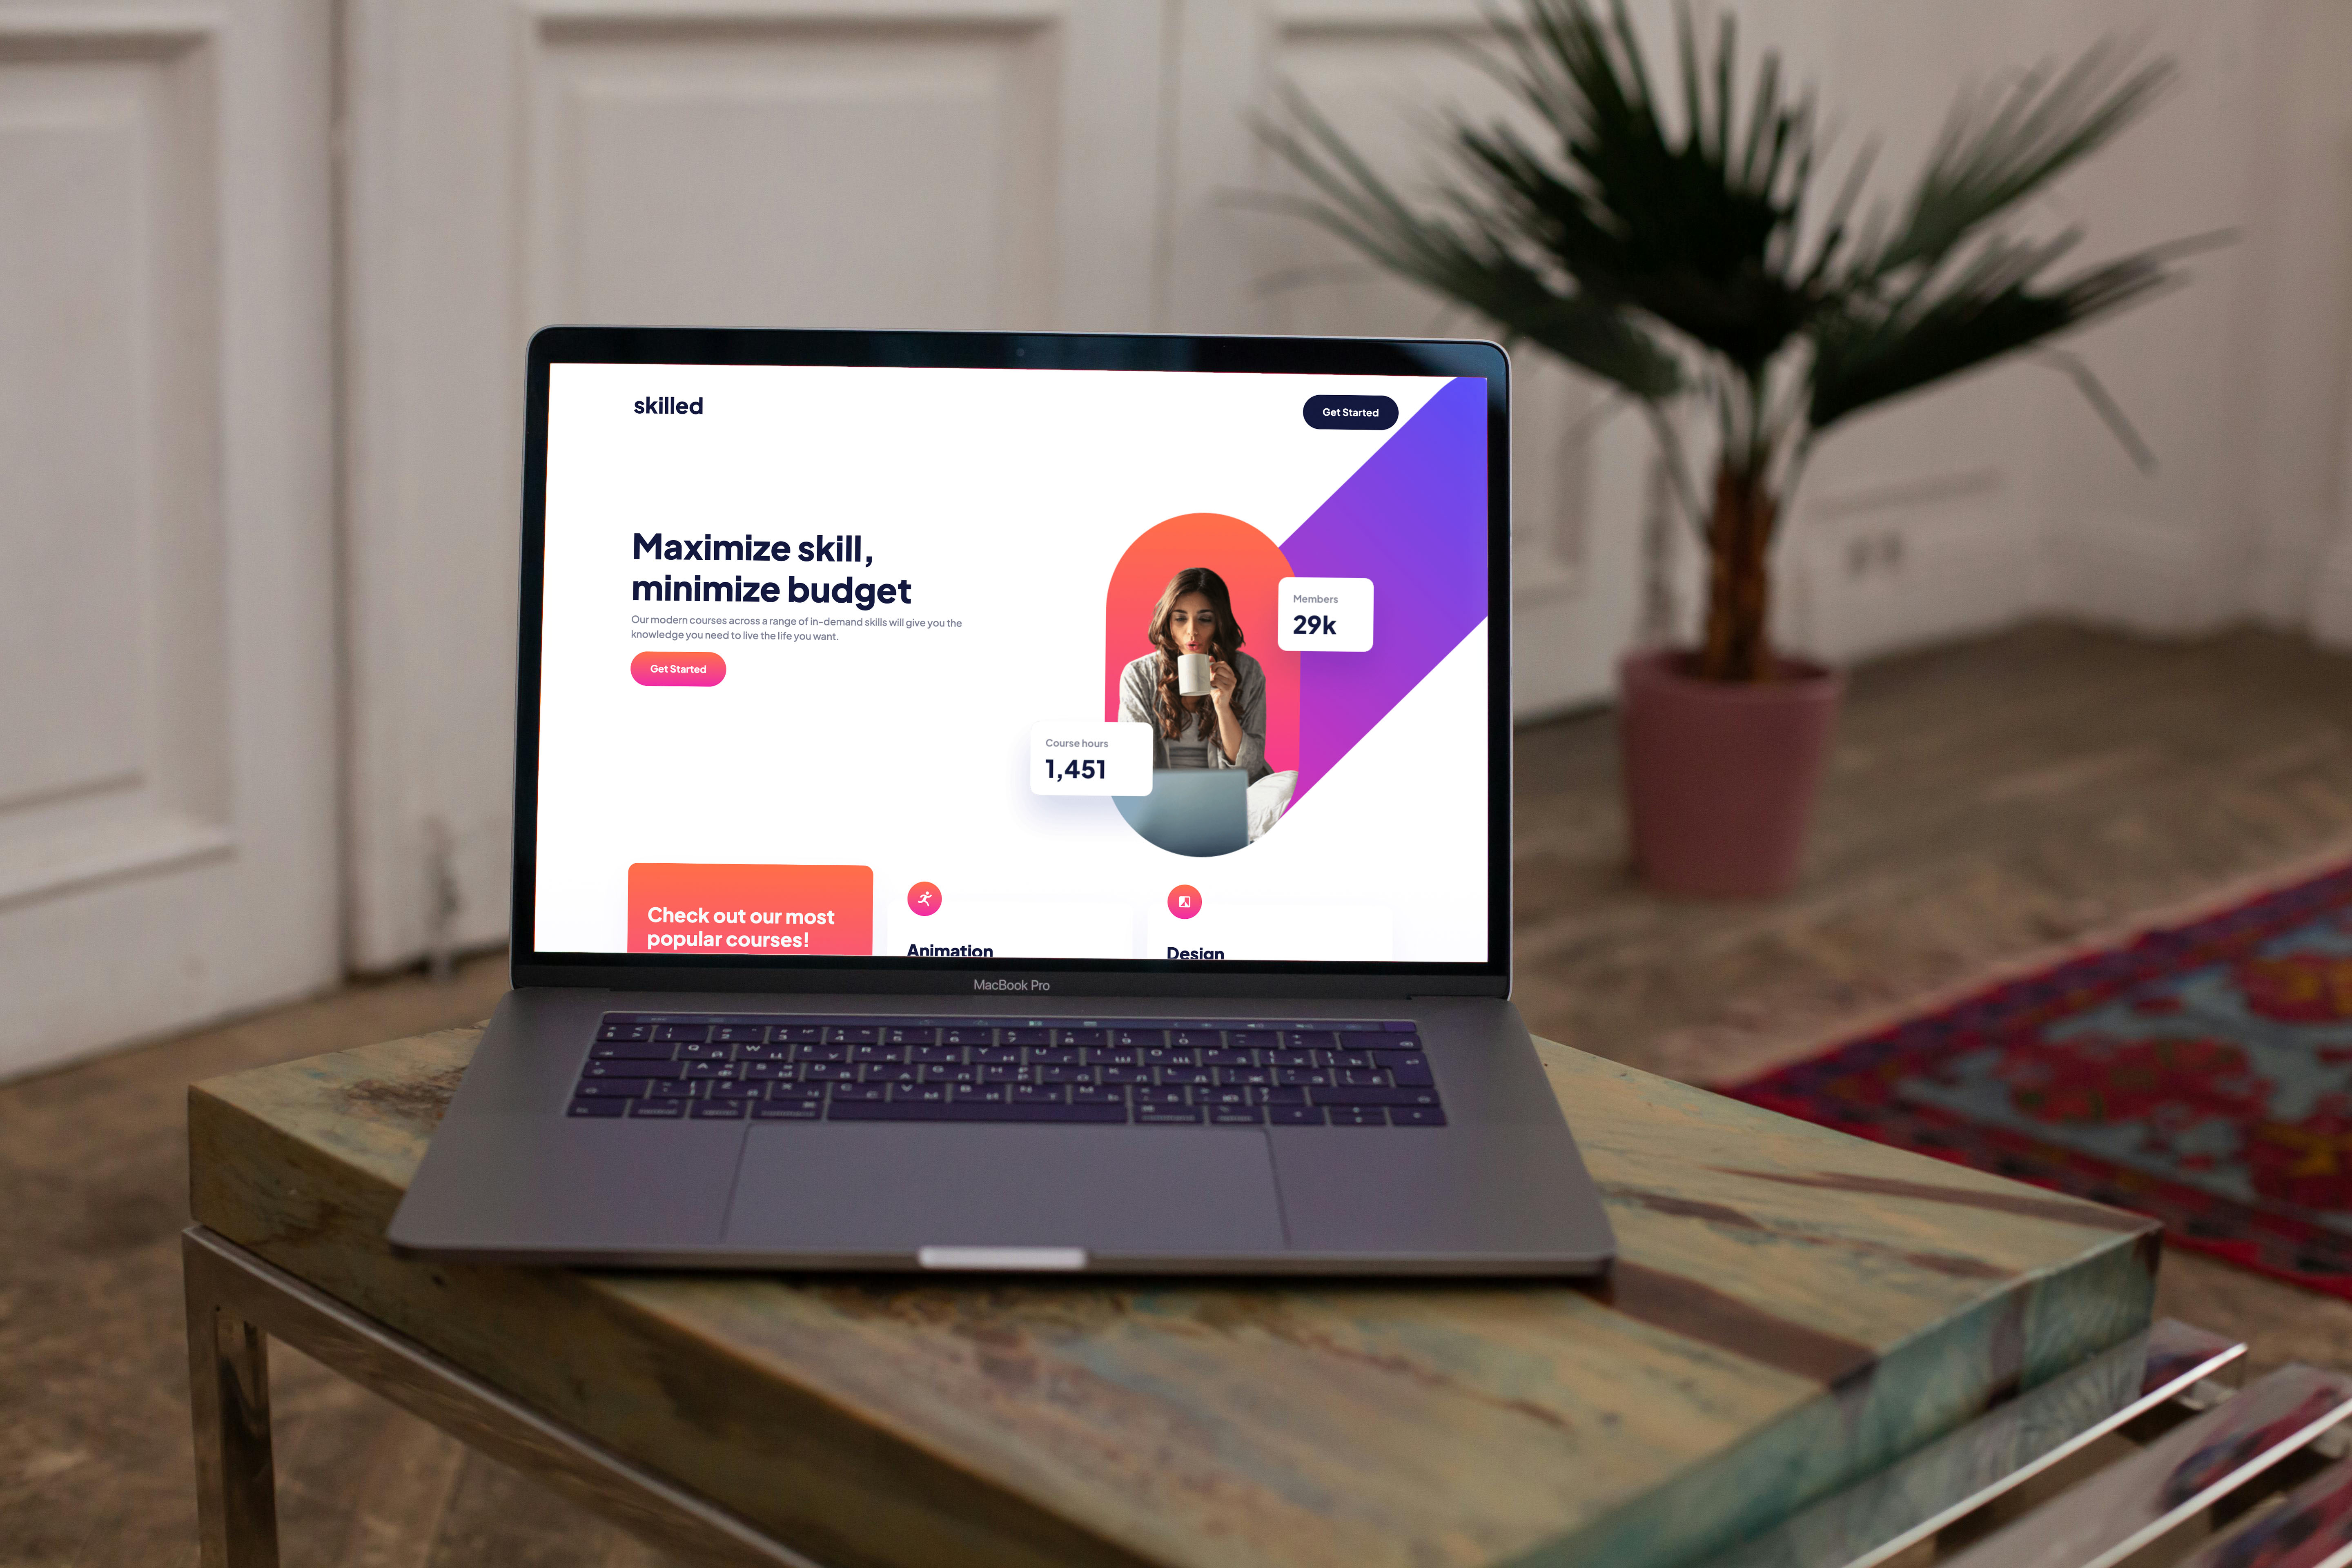 skilled
Get Started
Maximize skill,
minimize budget
Our modern courses across a range of in-demand skills will give you the
knowledge you need to live the life you want.
Get Started
Members
29k
Course hours
1,451
Check out our most
popular courses!
Animation
Design
MacBook Pro